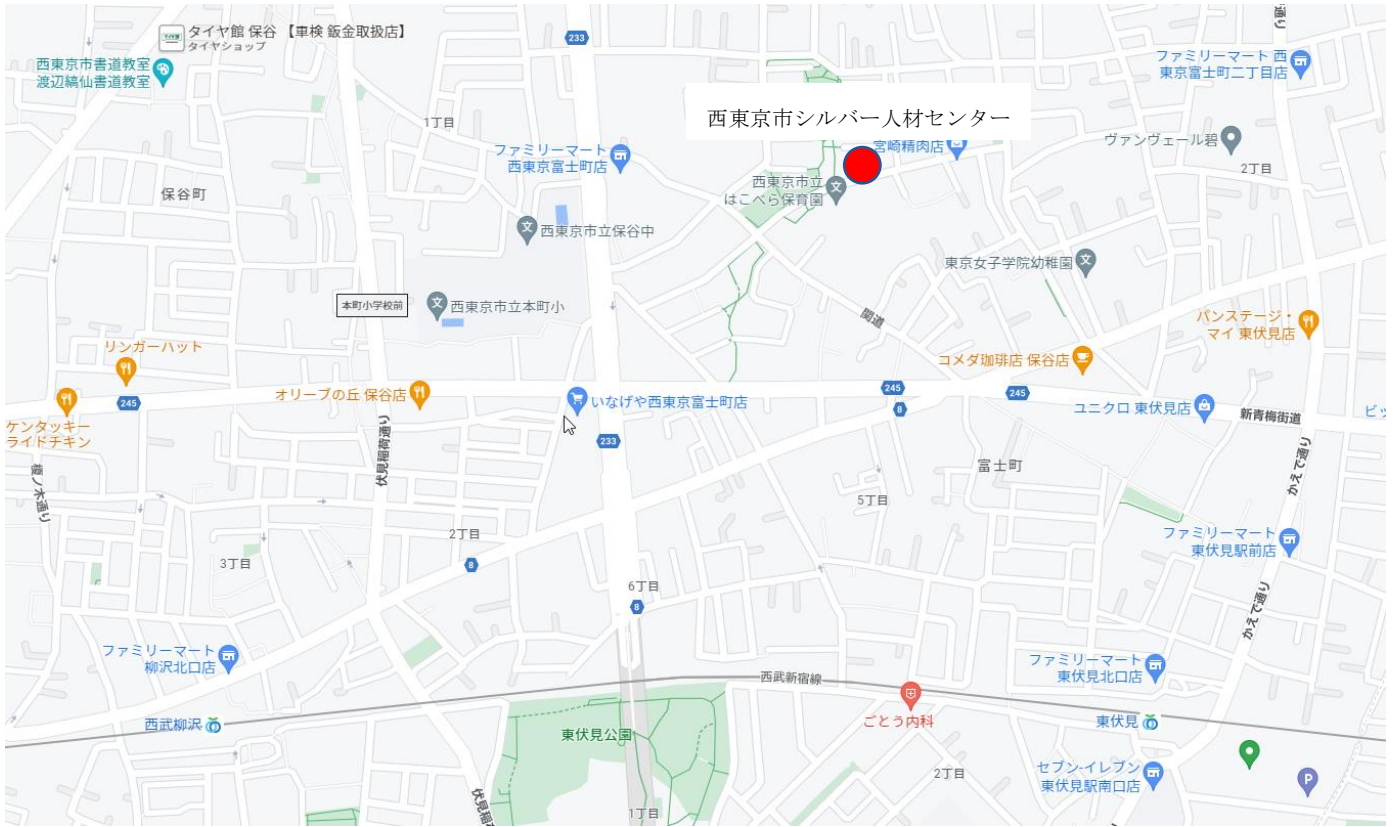 タイヤ館 保谷 【車検 鈑金取扱店】
タイヤショップ
233
西東京市書道教室
渡辺縞仙書道教室
ファミリーマート 西
東京富士町二丁目店
西東京市シルバー人材センター
1丁目
ファミリーマート
西東京富士町店
宮崎精肉店
ヴァンヴェール碧
2丁目
保谷町
西東京市立
はこべら保育園
文
文
西東京市立保谷中
東京女子学院幼稚園
文
本町小学校前
文
西東京市立本町小
関道
パンステージ・
マイ 東伏見店
リンガーハット
コメダ珈琲店 保谷店
オリーブの丘 保谷店
245
245
245
いなげや西東京富士町店
8
ユニクロ 東伏見店
新青梅街道
ビッ
ケンタッキー
ライドチキン
233
伏見稲荷通り
榎ノ木通り
富士町
かえで通り
5丁目
2丁目
ファミリーマート
東伏見駅前店
3丁目
8
6丁目
8
かえで通り
ファミリーマート
柳沢北口店
ファミリーマート
東伏見北口店
西武新宿線
西武柳沢
ごとう内科
東伏見
東伏見公園
セブン-イレブン
東伏見駅南口店
2丁目
P
1丁目